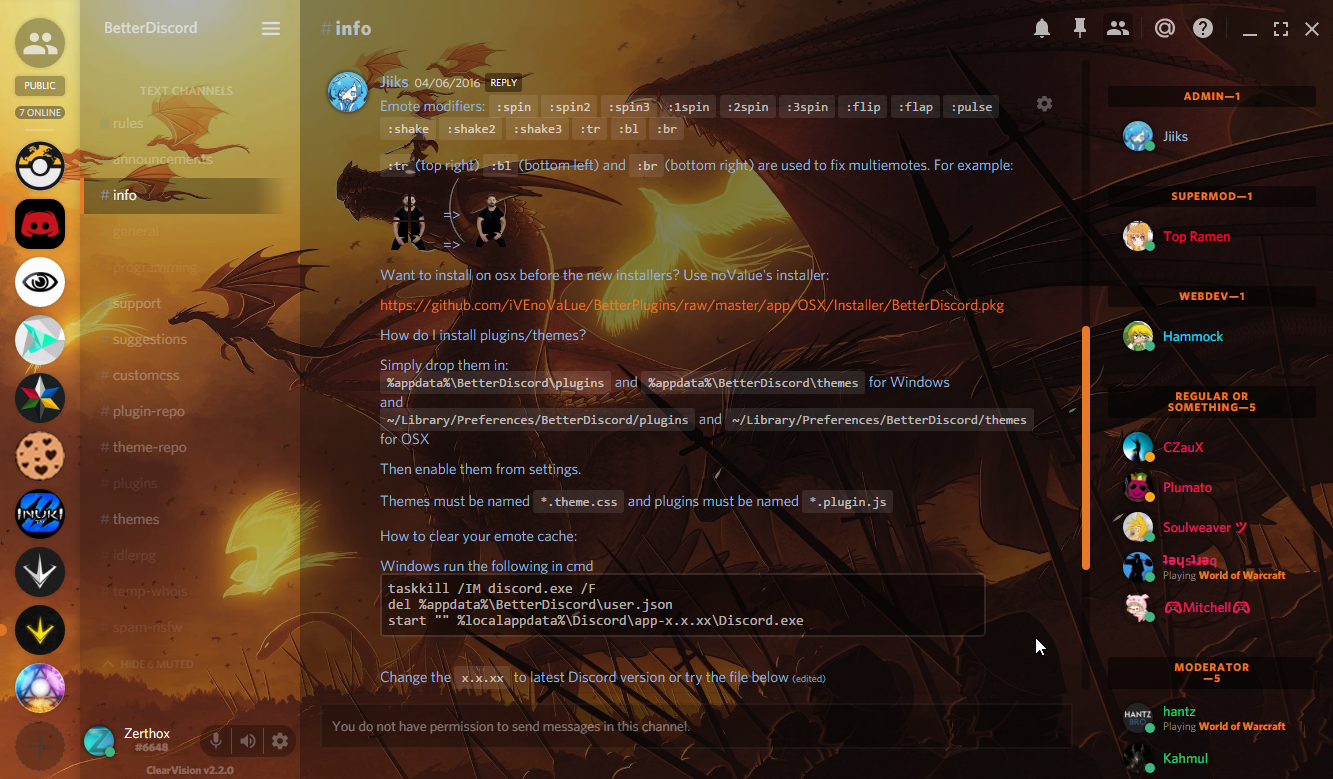 BetterDiscord
PUBLIC
7 ONLINE
TEXT CHANNELS
# rules
# announcements
# info
# general
# programming
# support
# suggestions
# customcss
# plugin-repo
# theme-repo
# plugins
# themes
# idlerpg
# temp-whois
# spam-nsfw
HIDE 6 MUTED
Zerthox
#6648
ClearVision v2.2.0
# info
Jiiks 04/06/2016 REPLY
Emote modifiers: :spin :spin2 :spin3 :1spin :2spin :3spin :flip :flap :pulse
:shake :shake2 :shake3 :tr :bl :br
:tr (top right) :bl (bottom left) and :br (bottom right) are used to fix multiemotes. For example:
=>
=>
Want to install on osx before the new installers? Use noValue's installer:
https://github.com/iVEnoVaLue/BetterPlugins/raw/master/app/OSX/Installer/BetterDiscord.pkg
How do I install plugins/themes?
Simply drop them in:
%appdata%\BetterDiscord\plugins and %appdata%\BetterDiscord\themes for Windows
and
~/Library/Preferences/BetterDiscord/plugins and ~/Library/Preferences/BetterDiscord/themes
for OSX
Then enable them from settings.
Themes must be named *.theme.css and plugins must be named *.plugin.js
How to clear your emote cache:
Windows run the following in cmd
taskkill /IM discord.exe /F
del %appdata%\BetterDiscord\user.json
start "" %localappdata%\Discord\app-x.x.xx\Discord.exe
Change the x.x.xx to latest Discord version or try the file below (edited)
You do not have permission to send messages in this channel.
ADMIN—1
Jiiks
SUPERMOD—1
Top Ramen
WEBDEV—1
Hammock
REGULAR OR
SOMETHING—5
CZauX
Plumato
Soulweaver ツ
Playing World of Warcraft
Mitchell
MODERATOR
—5
hantz
Playing World of Warcraft
Kahmul
HANTZ
BRO
INUKI